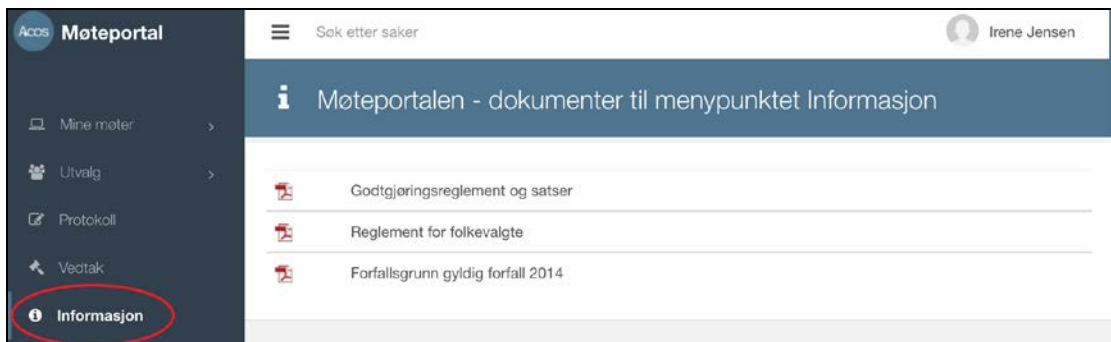 Acos Møteportal
Søk etter saker
Irene Jensen
Møteportalen - dokumenter til menypunktet Informasjon
Mine møter
Utvalg
Protokoll
Vedtak
Informasjon
Godtgjøringsreglement og satser
Reglement for folkevalgte
Forfallsgrunn gyldig forfall 2014